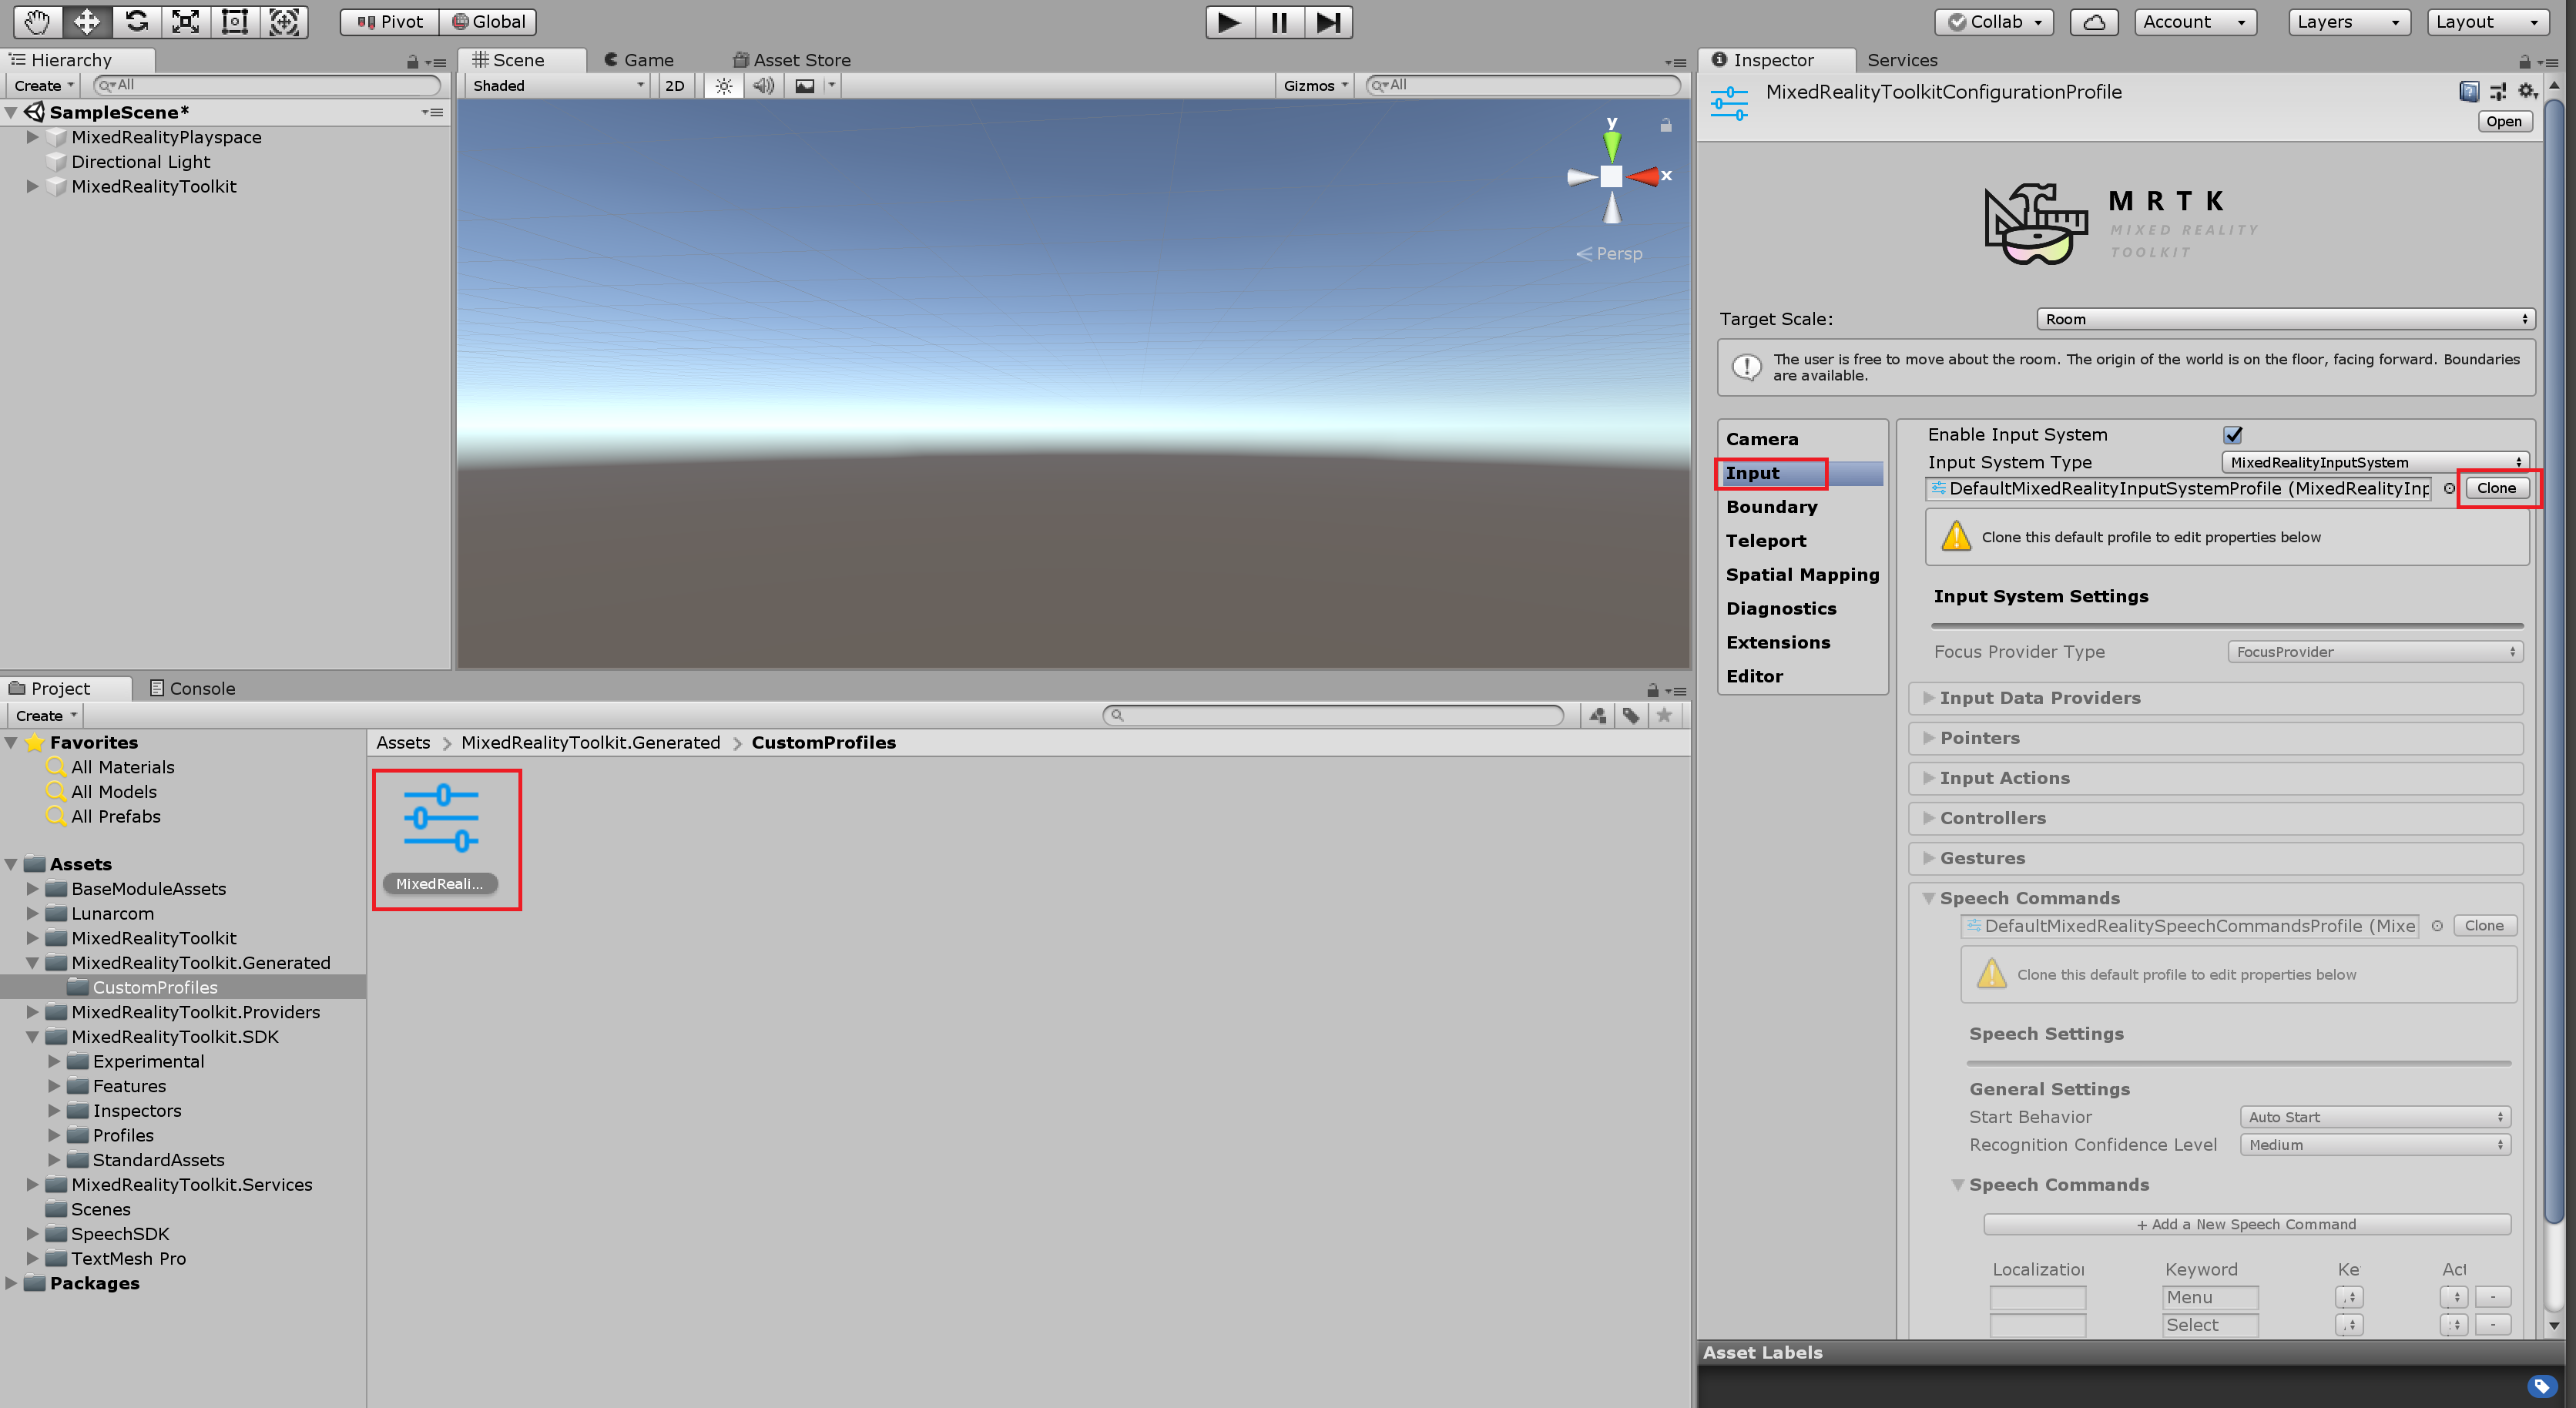 Pivot Global Collab Account Layers Layout
Hierarchy
Create All
SampleScene*
MixedRealityPlayspace
Directional Light
MixedRealityToolkit
Scene Game Asset Store
Shaded 2D Gizmos All
y
x
Persp
Project Console
Create
Favorites
All Materials
All Models
All Prefabs
Assets
BaseModuleAssets
Lunarcom
MixedRealityToolkit
MixedRealityToolkit.Generated
CustomProfiles
MixedRealityToolkit.Providers
MixedRealityToolkit.SDK
Experimental
Features
Inspectors
Profiles
StandardAssets
MixedRealityToolkit.Services
Scenes
SpeechSDK
TextMesh Pro
Packages
Assets > MixedRealityToolkit.Generated > CustomProfiles
MixedReali...
Inspector Services
MixedRealityToolkitConfigurationProfile
Open
MRTK
MIXED REALITY
TOOLKIT
Target Scale: Room
The user is free to move about the room. The origin of the world is on the floor, facing forward. Boundaries
are available.
Camera
Input
Boundary
Teleport
Spatial Mapping
Diagnostics
Extensions
Editor
Enable Input System
Input System Type MixedRealityInputSystem
DefaultMixedRealityInputSystemProfile (MixedRealityInp Clone
Clone this default profile to edit properties below
Input System Settings
Focus Provider Type FocusProvider
Input Data Providers
Pointers
Input Actions
Controllers
Gestures
Speech Commands
DefaultMixedRealitySpeechCommandsProfile (Mixe Clone
Clone this default profile to edit properties below
Speech Settings
General Settings
Start Behavior Auto Start
Recognition Confidence Level Medium
Speech Commands
+ Add a New Speech Command
Localization Keyword Ke Act
Menu -
Select -
Asset Labels